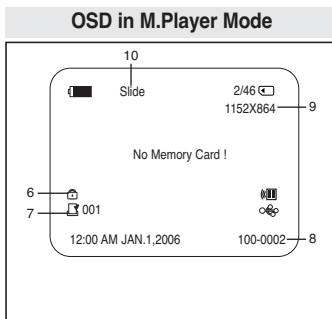 OSD in M.Player Mode
10
Slide 2/46
1152X864 9
No Memory Card !
6
7 001
12:00 AM JAN.1,2006 100-0002 8